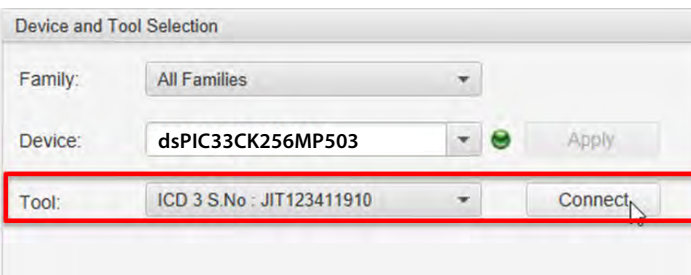 Device and Tool Selection
Family: All Families
Device: dsPIC33CK256MP503 Apply
Tool: ICD 3 S.No : JIT123411910 Connect